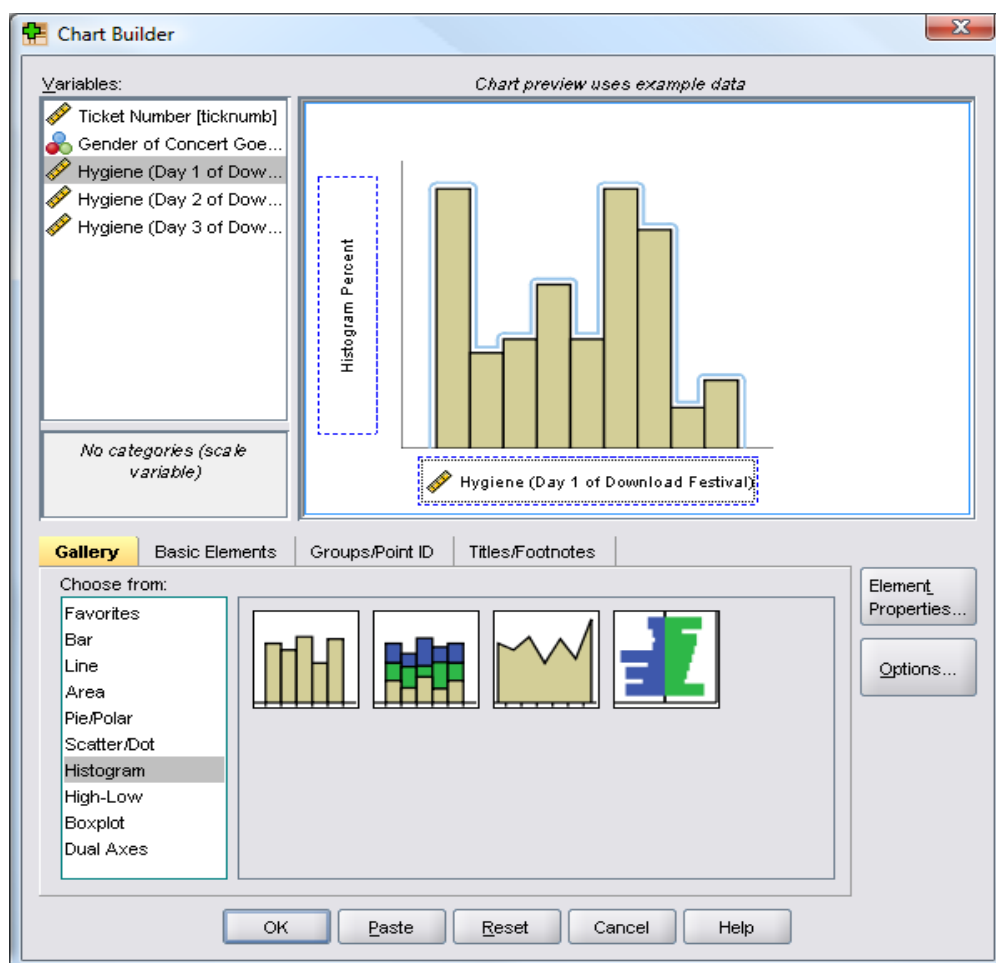 Chart Builder
Variables:
Chart preview uses example data
Ticket Number [ticknumb]
Gender of Concert Goe...
Hygiene (Day 1 of Dow...
Hygiene (Day 2 of Dow...
Hygiene (Day 3 of Dow...
No categories (scale
variable)
Histogram Percent
Hygiene (Day 1 of Download Festival)
Gallery
Basic Elements
Groups/Point ID
Titles/Footnotes
Choose from:
Favorites
Bar
Line
Area
Pie/Polar
Scatter/Dot
Histogram
High-Low
Boxplot
Dual Axes
Element
Properties...
Options...
OK
Paste
Reset
Cancel
Help